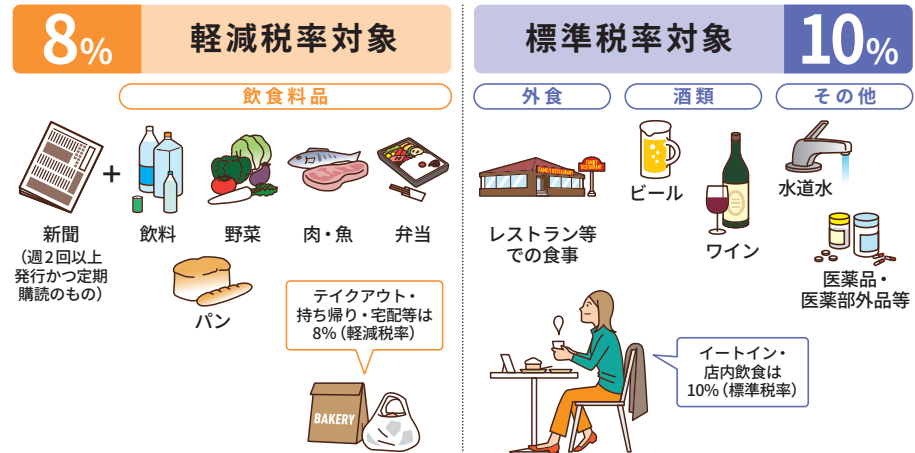 8%
軽減税率対象
飲食料品
新聞
（週2回以上
発行かつ定期
購読のもの）
+
飲料
野菜
肉・魚
弁当
パン
テイクアウト・
持ち帰り・宅配等は
8%（軽減税率）
BAKERY
標準税率対象
10%
外食
酒類
その他
FAMILY RESTAURANT
FAMILY
RESTAURANT
レストラン等
での食事
ビール
ワイン
水道水
医薬品・
医薬部外品等
イートイン・
店内飲食は
10%（標準税率）